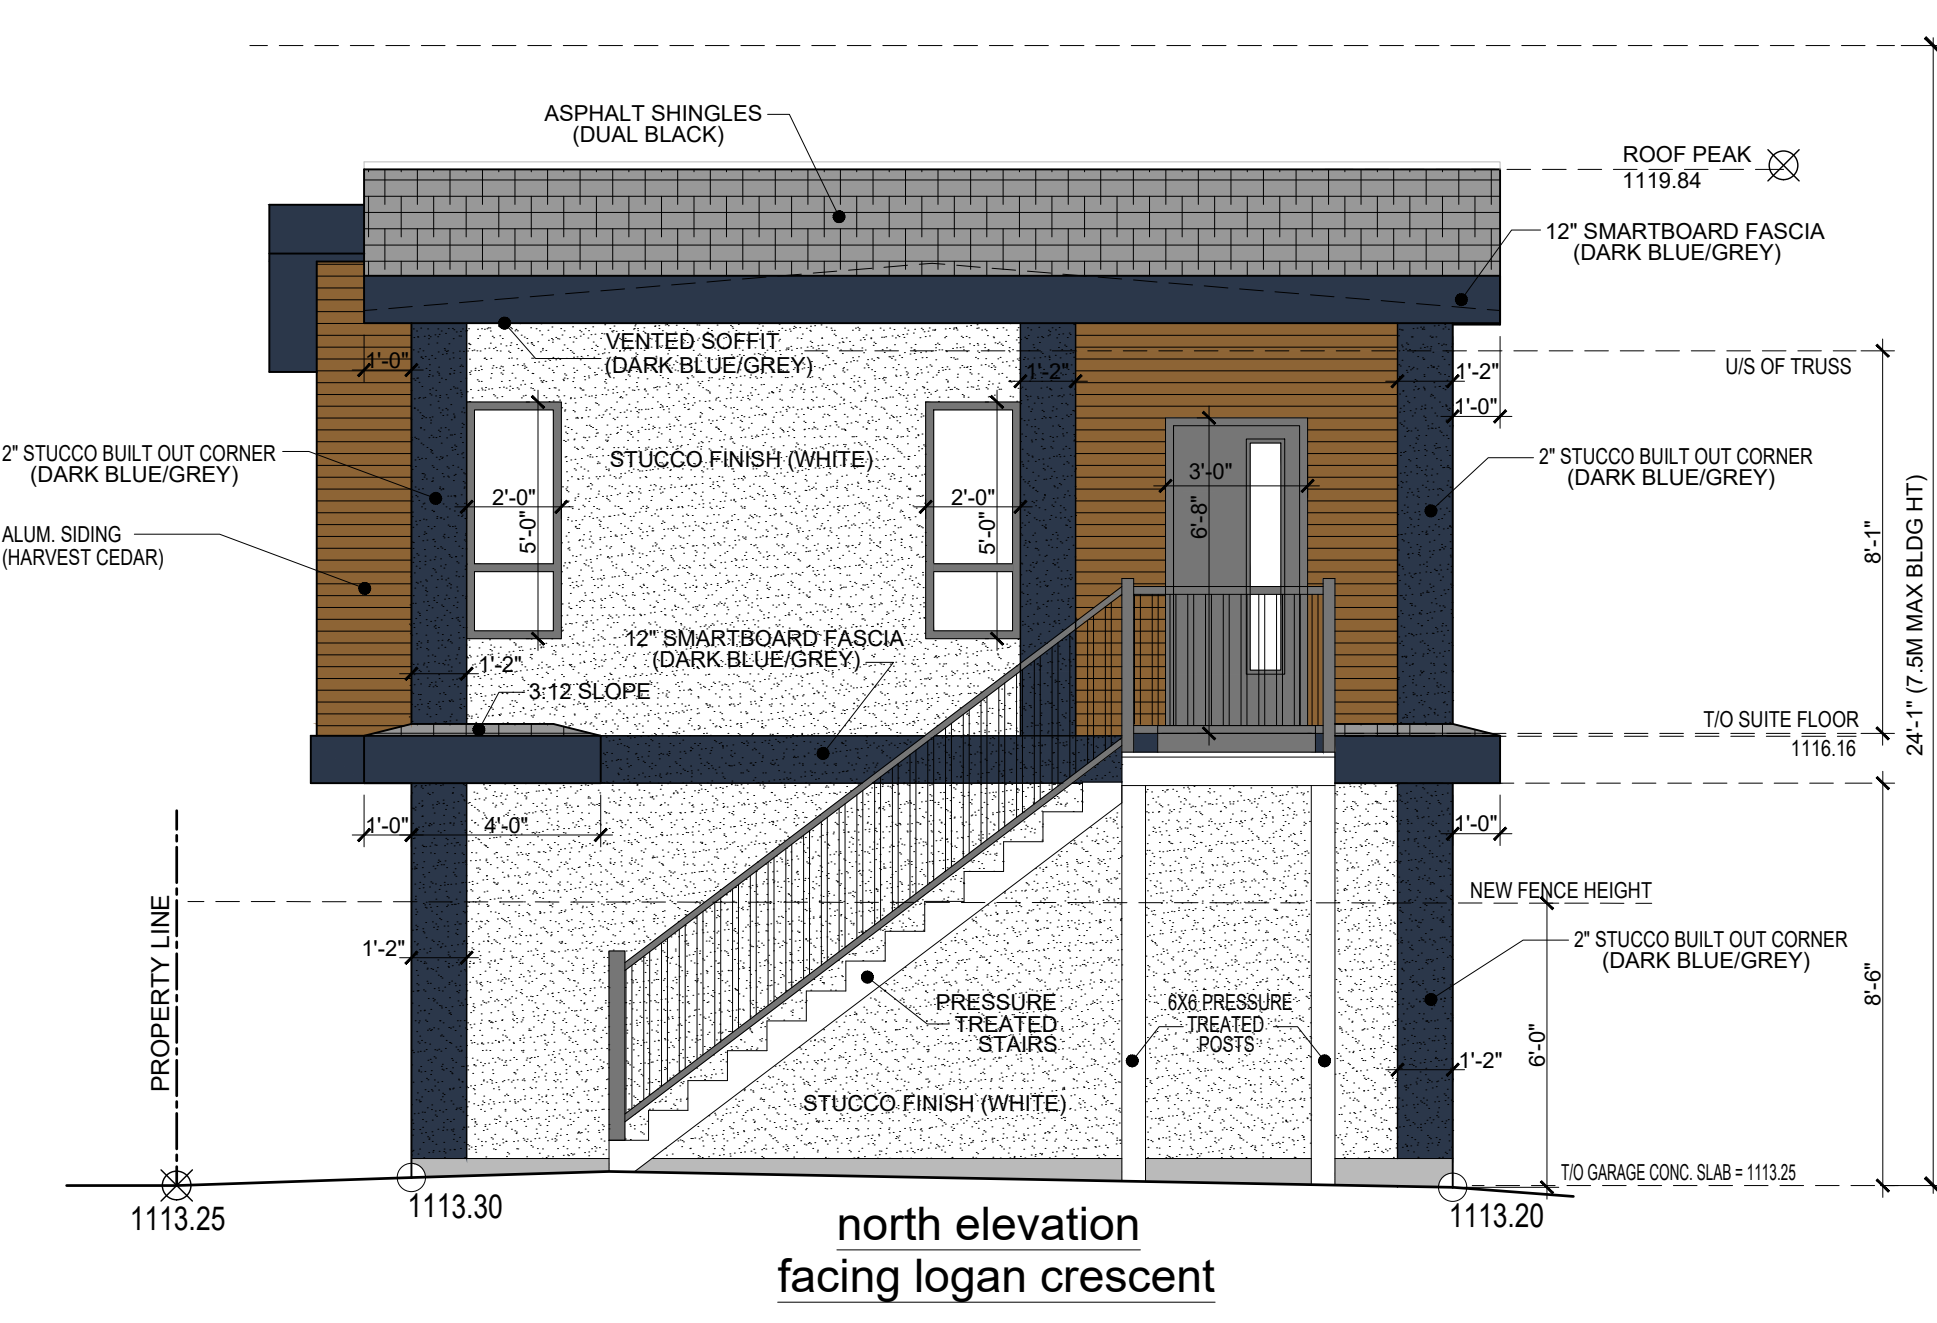 ASPHALT SHINGLES
(DUAL BLACK)
ROOF PEAK
1119.84
12" SMARTBOARD FASCIA
(DARK BLUE/GREY)
VENTED SOFFIT
(DARK BLUE/GREY)
1'-0"
1'-2"
1'-2"
U/S OF TRUSS
1'-0"
2" STUCCO BUILT OUT CORNER
(DARK BLUE/GREY)
STUCCO FINISH (WHITE)
2" STUCCO BUILT OUT CORNER
(DARK BLUE/GREY)
3'-0"
6'-8"
2'-0"
5'-0"
2'-0"
5'-0"
ALUM. SIDING
(HARVEST CEDAR)
8'-1"
24'-1" (7.5M MAX BLDG HT)
12" SMARTBOARD FASCIA
(DARK BLUE/GREY)
1'-2"
3:12 SLOPE
T/O SUITE FLOOR
1116.16
1'-0"
4'-0"
1'-0"
NEW FENCE HEIGHT
PROPERTY LINE
1'-2"
2" STUCCO BUILT OUT CORNER
(DARK BLUE/GREY)
8'-6"
PRESSURE
TREATED
STAIRS
6X6 PRESSURE
TREATED
POSTS
6'-0"
1'-2"
STUCCO FINISH (WHITE)
T/O GARAGE CONC. SLAB = 1113.25
1113.25
1113.30
1113.20
north elevation
facing logan crescent